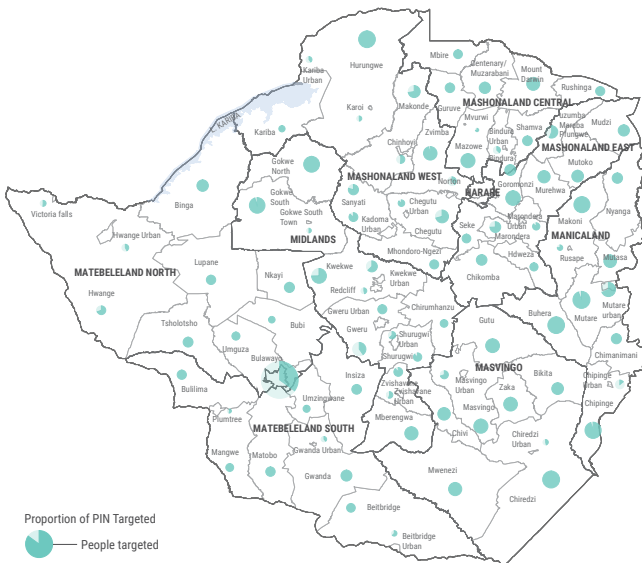 Hurungwe
Kariba
Urban
Karoi
Makonde
Mbire
Centenary/
Muzarabani
Mount
Darwin
Rushinga
Guruve
MASHONALAND CENTRAL
Mvurwi
Bindura
Urban
Shamva
Uzumba
Maramba
Pfungwe
Mudzi
L. KARIBA
Kariba
Chinhoyi
Zvimba
Mazowe
Bindura
MASHONALAND EAST
Mutoko
Gokwe
North
MASHONALAND WEST
Norton
HARARE
Goromonzi
Murehwa
Nyanga
Binga
Gokwe
South
Gokwe South
Town
Sanyati
Kadoma
Urban
Chegutu
Urban
Chegutu
Seke
Marondera
Urban
Marondera
Makoni
MANICALAND
Victoria falls
Hwange Urban
MIDLANDS
Mhondoro-Ngezi
Hdweza
Rusape
Mutasa
Lupane
MATEBELELAND NORTH
Nkayi
Kwekwe
Kwekwe
Urban
Redcliff
Chikomba
Hwange
Tsholotsho
Bubi
Gweru Urban
Chirumhanzu
Gutu
Buhera
Mutare
Mutare
urban
Umguza
Bulawayo
Gweru
Shurugwi
Urban
Shurugwi
MASVINGO
Chimanimani
Bulilima
Umzingwane
Insiza
Zvishavane
Zvishavane
Urban
Masvingo
Urban
Zaka
Bikita
Chipinge
Urban
Chipinge
Plumtree
MATEBELELAND SOUTH
Mberengwa
Masvingo
Chivi
Chiredzi
Urban
Mangwe
Matobo
Gwanda Urban
Gwanda
Mwenezi
Chiredzi
Beitbridge
Beitbridge
Urban
Proportion of PIN Targeted
People targeted